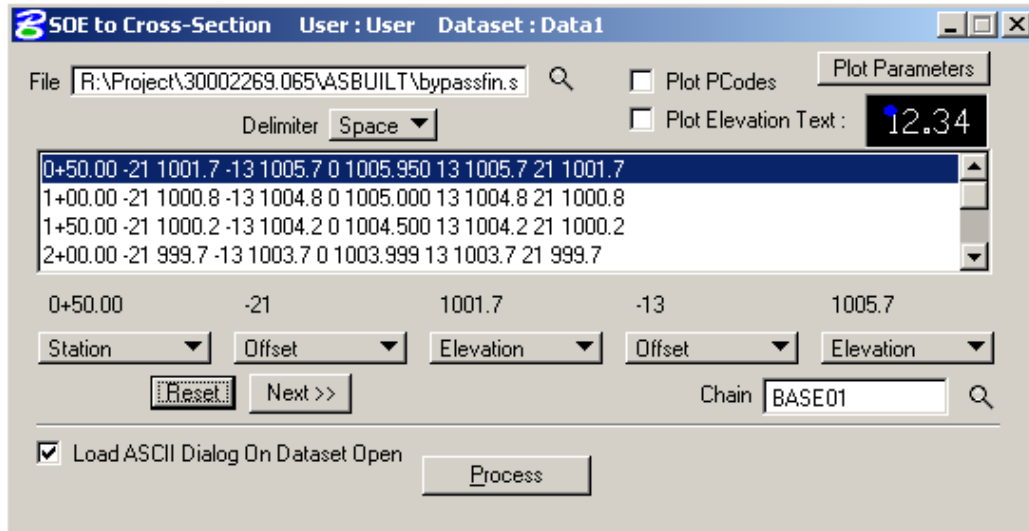 SOE to Cross-Section User : User Dataset : Data1
File R:\Project\30002269.065\ASBUILT\bypassfin.s Plot PCodes Plot Parameters
Delimiter Space Plot Elevation Text : 12.34
0+50.00 -21 1001.7 -13 1005.7 0 1005.950 13 1005.7 21 1001.7
1+00.00 -21 1000.8 -13 1004.8 0 1005.000 13 1004.8 21 1000.8
1+50.00 -21 1000.2 -13 1004.2 0 1004.500 13 1004.2 21 1000.2
2+00.00 -21 999.7 -13 1003.7 0 1003.999 13 1003.7 21 999.7
0+50.00 -21 1001.7 -13 1005.7
Station Offset Elevation Offset Elevation
Reset Next >> Chain BASE01
Load ASCII Dialog On Dataset Open
Process